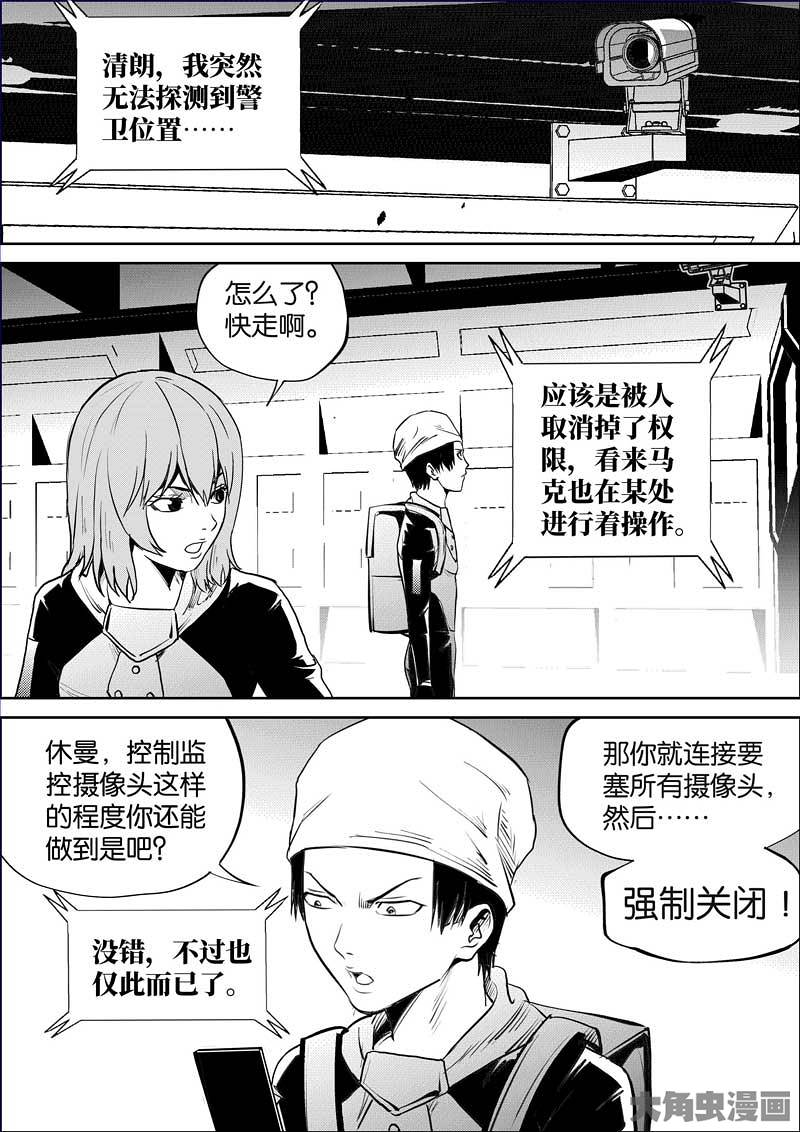 清朗，我突然
无法探测到警
卫位置……
怎么了？
快走啊。
应该是被人
取消掉了权
限，看来马
克也在某处
进行着操作。
休曼，控制监
控摄像头这样
的程度你还能
做到是吧？
没错，不过也
仅此而已了。
那你就连接要
塞所有摄像头，
然后……
强制关闭！
大角虫漫画